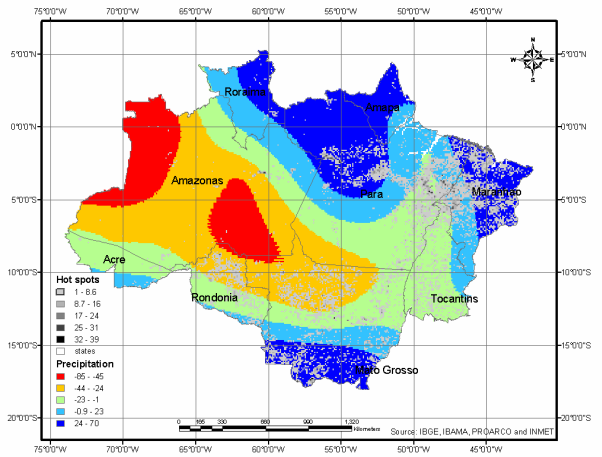 75°0'0"W 70°0'0"W 65°0'0"W 60°0'0"W 55°0'0"W 50°0'0"W 45°0'0"W
5°0'0"N 5°0'0"N
N
W E
S
Roraima
Amapa
0°0'0" 0°0'0"
Amazonas
Para
Maranhao
5°0'0"S 5°0'0"S
Acre
10°0'0"S 10°0'0"S
Rondonia
Tocantins
Mato Grosso
15°0'0"S 15°0'0"S
20°0'0"S 20°0'0"S
Hot spots
1 - 8.6
8.7 - 16
17 - 24
25 - 31
32 - 39
states
Precipitation
-85 - -45
-44 - -24
-23 - -1
-0.9 - 23
24 - 70
0 165 330 660 990 1,320
Kilometers
Source: IBGE, IBAMA, PROARCO and INMET
75°0'0"W 70°0'0"W 65°0'0"W 60°0'0"W 55°0'0"W 50°0'0"W 45°0'0"W